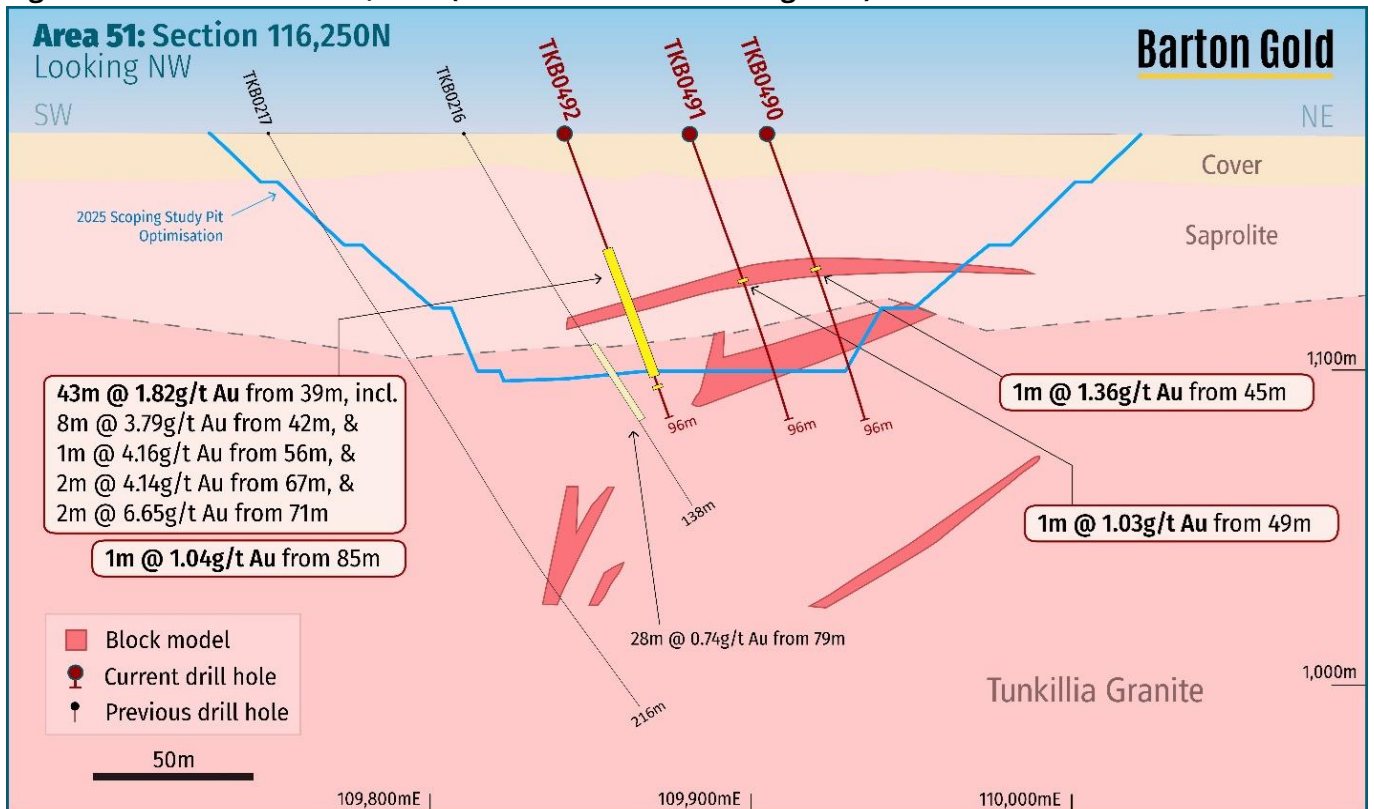 Area 51: Section 116,250N
Looking NW
Barton Gold
SW
NE
TKB0217
TKB0216
TKB0492
TKB0491
TKB0490
Cover
2025 Scoping Study Pit
Optimisation
Saprolite
1,100m
43m @ 1.82g/t Au from 39m, incl.
8m @ 3.79g/t Au from 42m, &
1m @ 4.16g/t Au from 56m, &
2m @ 4.14g/t Au from 67m, &
2m @ 6.65g/t Au from 71m
1m @ 1.04g/t Au from 85m
96m
96m
96m
1m @ 1.36g/t Au from 45m
138m
1m @ 1.03g/t Au from 49m
28m @ 0.74g/t Au from 79m
216m
Tunkillia Granite
1,000m
Block model
Current drill hole
Previous drill hole
50m
109,800mE
109,900mE
110,000mE